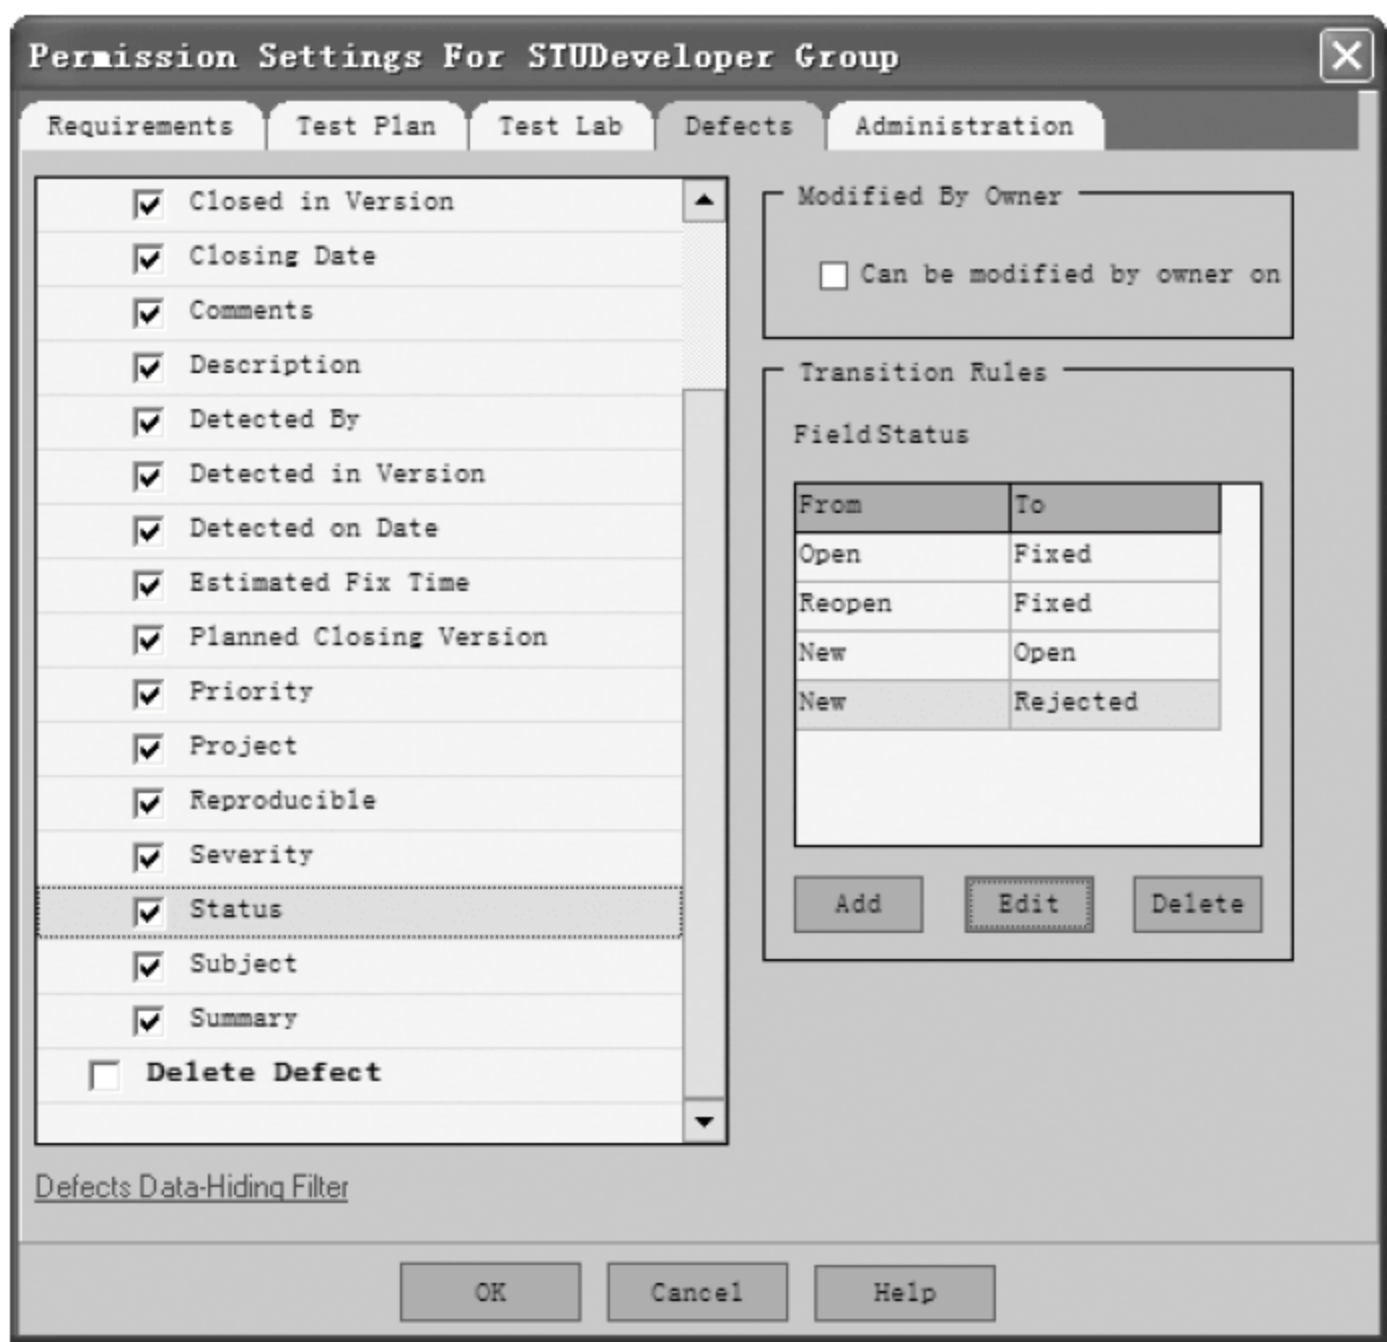 Permission Settings For STUDeveloper Group
Requirements Test Plan Test Lab Defects Administration
Closed in Version
Closing Date
Comments
Description
Detected By
Detected in Version
Detected on Date
Estimated Fix Time
Planned Closing Version
Priority
Project
Reproducible
Severity
Status
Subject
Summary
Delete Defect
Defects Data-Hiding Filter
Modified By Owner
Can be modified by owner on
Transition Rules
FieldStatus
From To
Open Fixed
Reopen Fixed
New Open
New Rejected
Add Edit Delete
OK Cancel Help